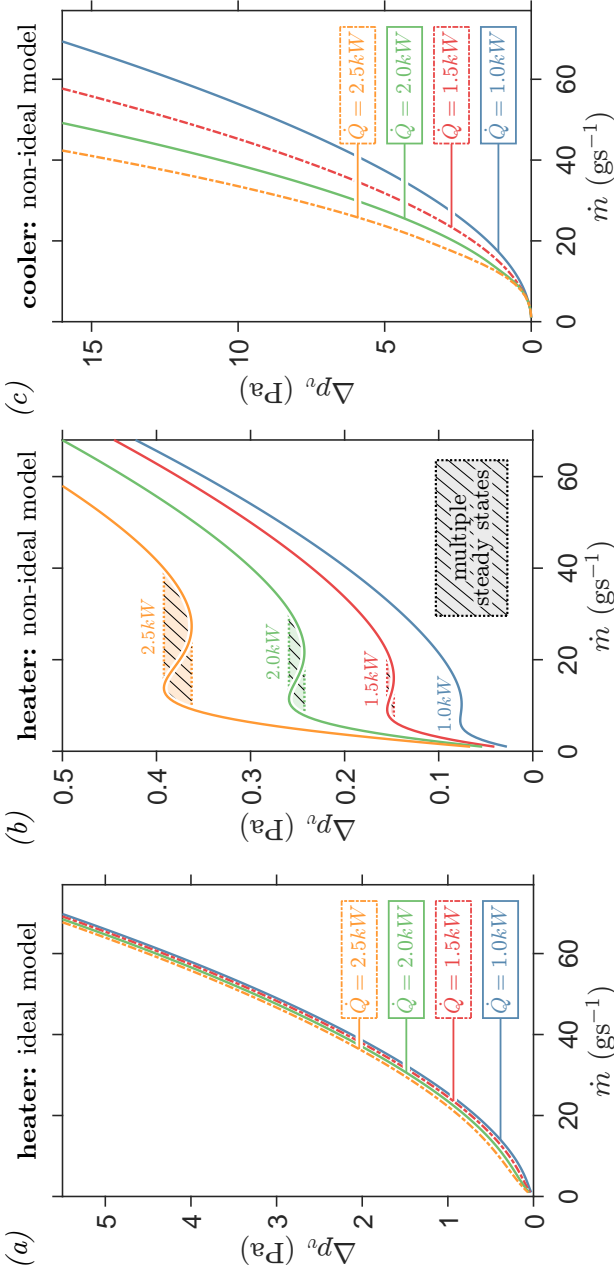 (a)
heater: ideal model
5
4
3
2
1
0
Δpᵥ (Pa)
Q̇ = 2.5kW
Q̇ = 2.0kW
Q̇ = 1.5kW
Q̇ = 1.0kW
0 20 40 60
ṁ (gs⁻¹)
(b)
heater: non-ideal model
0.5
0.4
0.3
0.2
0.1
0
Δpᵥ (Pa)
2.5kW
2.0kW
1.5kW
1.0kW
multiple
steady states
0 20 40 60
ṁ (gs⁻¹)
(c)
cooler: non-ideal model
15
10
5
0
Δpᵥ (Pa)
Q̇ = 2.5kW
Q̇ = 2.0kW
Q̇ = 1.5kW
Q̇ = 1.0kW
0 20 40 60
ṁ (gs⁻¹)